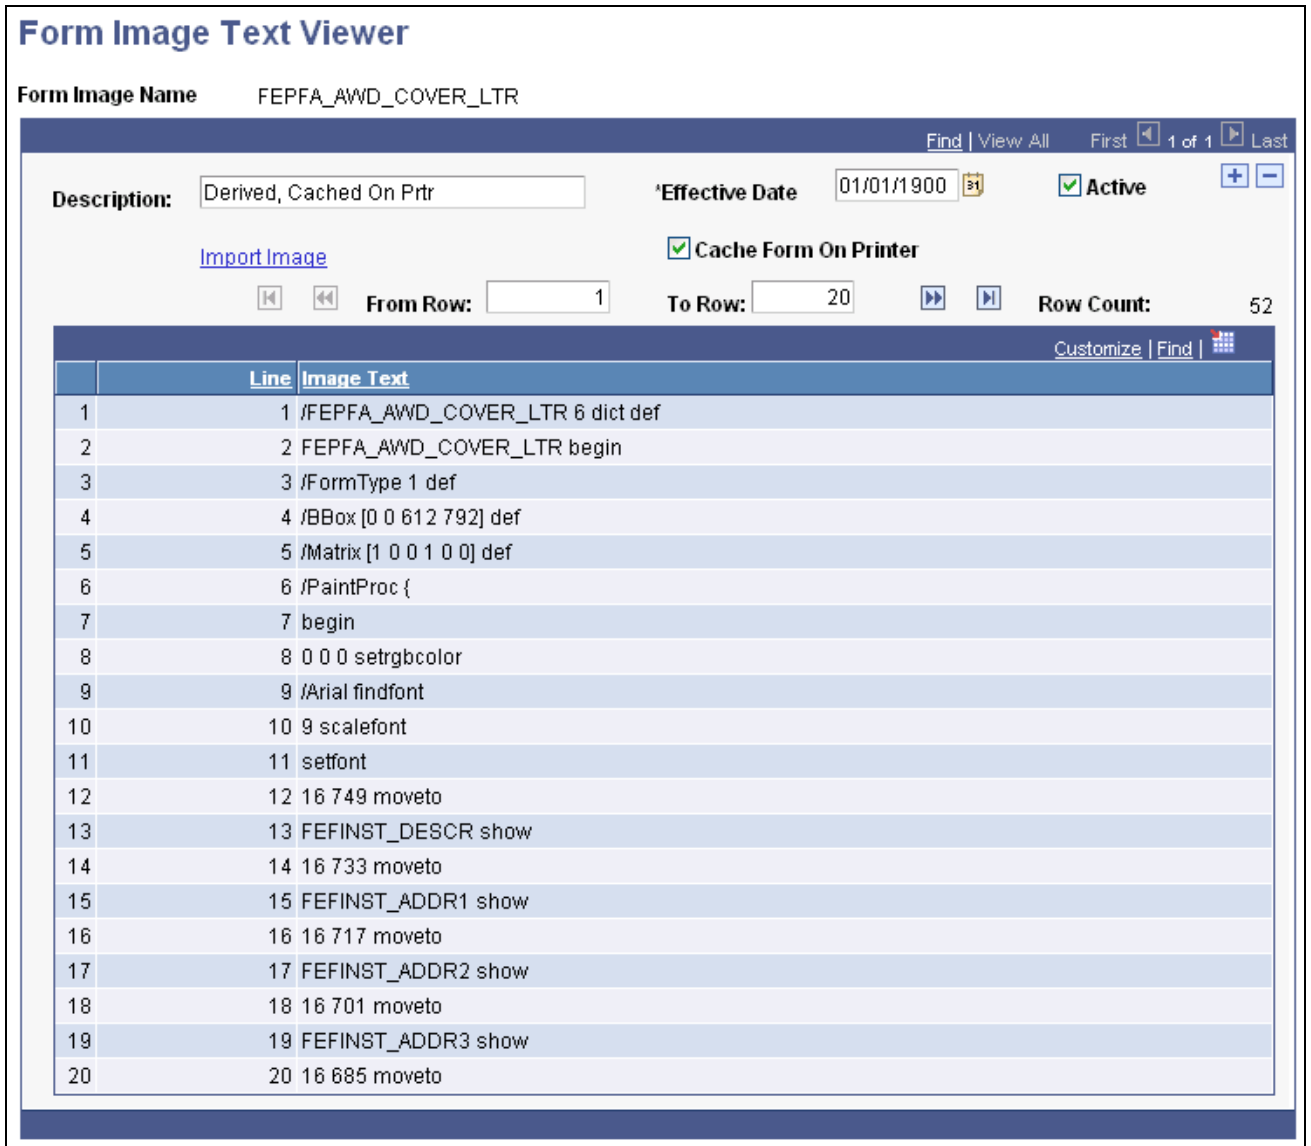 Form Image Text Viewer
Form Image Name FEPFA_AWD_COVER_LTR
Find | View All First 1 of 1 Last
Description: Derived, Cached On Prtr *Effective Date 01/01/1900 31 Active
Import Image Cache Form On Printer
From Row: 1 To Row: 20 Row Count: 52
Customize | Find |
Line Image Text
1 1 /FEPFA_AWD_COVER_LTR 6 dict def
2 2 FEPFA_AWD_COVER_LTR begin
3 3 /FormType 1 def
4 4 /BBox [0 0 612 792] def
5 5 /Matrix [1 0 0 1 0 0] def
6 6 /PaintProc {
7 7 begin
8 8 0 0 0 setrgbcolor
9 9 /Arial findfont
10 10 9 scalefont
11 11 setfont
12 12 16 749 moveto
13 13 FEFINST_DESCR show
14 14 16 733 moveto
15 15 FEFINST_ADDR1 show
16 16 16 717 moveto
17 17 FEFINST_ADDR2 show
18 18 16 701 moveto
19 19 FEFINST_ADDR3 show
20 20 16 685 moveto